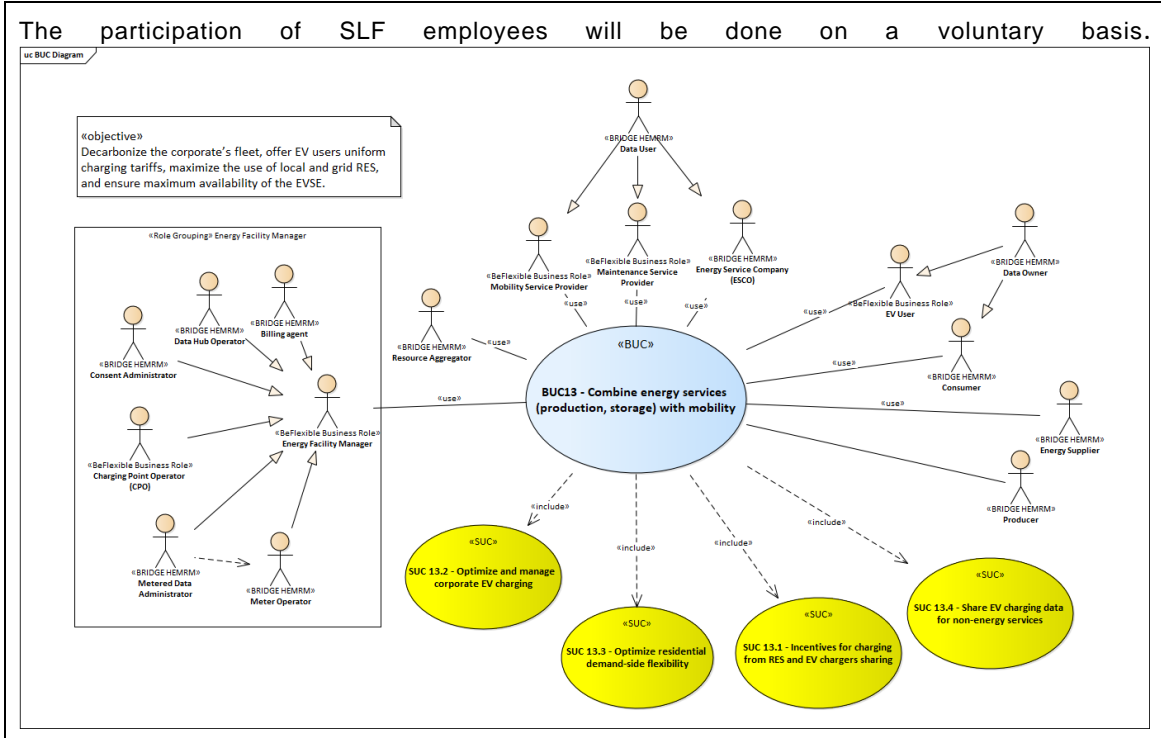 The participation of SLF employees will be done on a voluntary basis.
uc BUC Diagram
«objective»
Decarbonize the corporate's fleet, offer EV users uniform
charging tariffs, maximize the use of local and grid RES,
and ensure maximum availability of the EVSE.
«BRIDGE HEMRM»
Data User
«BeFlexible Business Role»
Mobility Service Provider
«BeFlexible Business Role»
Maintenance Service
Provider
«BRIDGE HEMRM»
Energy Service Company
(ESCO)
«BRIDGE HEMRM»
Data Owner
«BeFlexible Business Role»
EV User
«BRIDGE HEMRM»
Consumer
«BRIDGE HEMRM»
Energy Supplier
«BRIDGE HEMRM»
Producer
«BRIDGE HEMRM»
Resource Aggregator
«use»
«use»
«use»
«use»
«use»
«use»
«use»
«use»
«Role Grouping» Energy Facility Manager
«BRIDGE HEMRM»
Data Hub Operator
«BRIDGE HEMRM»
Billing agent
«BRIDGE HEMRM»
Consent Administrator
«BeFlexible Business Role»
Energy Facility Manager
«BeFlexible Business Role»
Charging Point Operator
(CPO)
«BRIDGE HEMRM»
Metered Data
Administrator
«BRIDGE HEMRM»
Meter Operator
«BUC»
BUC13 - Combine energy services
(production, storage) with mobility
«include»
«include»
«include»
«include»
«SUC»
SUC 13.2 - Optimize and manage
corporate EV charging
«SUC»
SUC 13.3 - Optimize residential
demand-side flexibility
«SUC»
SUC 13.1 - Incentives for charging
from RES and EV chargers sharing
«SUC»
SUC 13.4 - Share EV charging data
for non-energy services